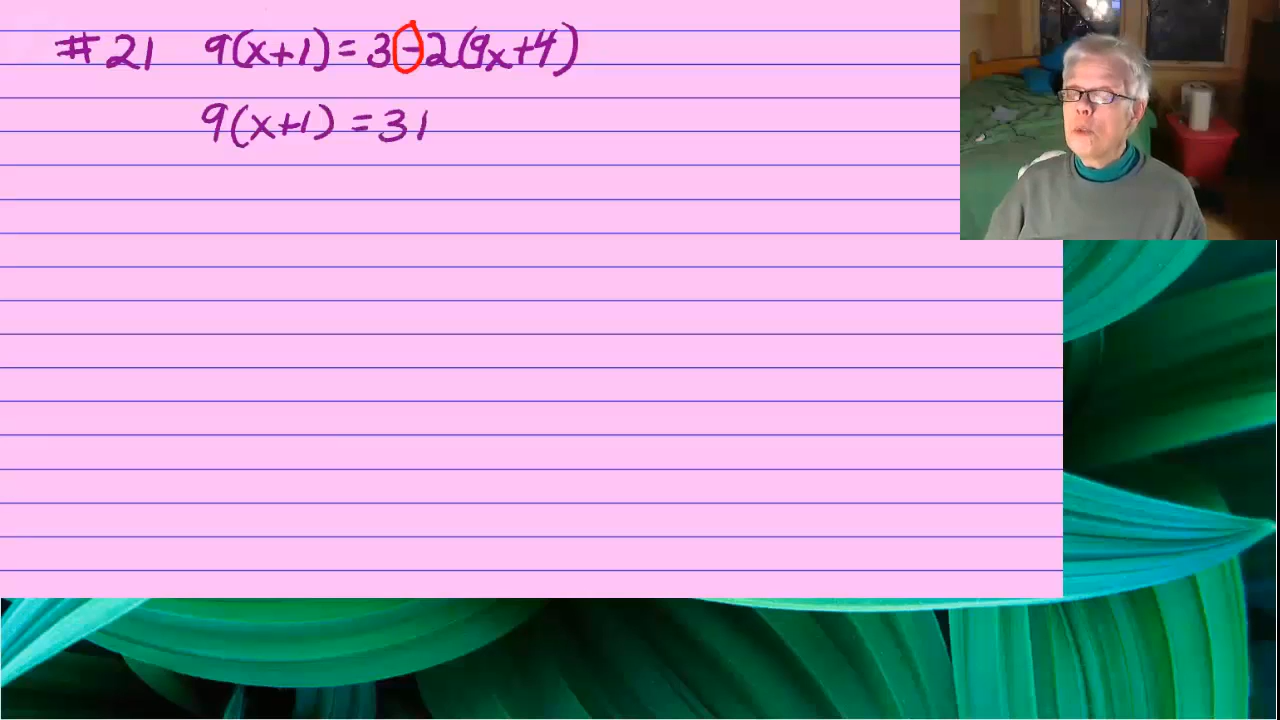 # 21 9(x+1) = 3 - 2(9x+4)
9(x+1) = 31